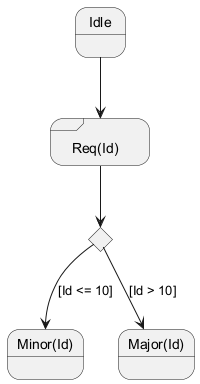 Idle
Req(Id)
[Id <= 10]
[Id > 10]
Minor(Id)
Major(Id)